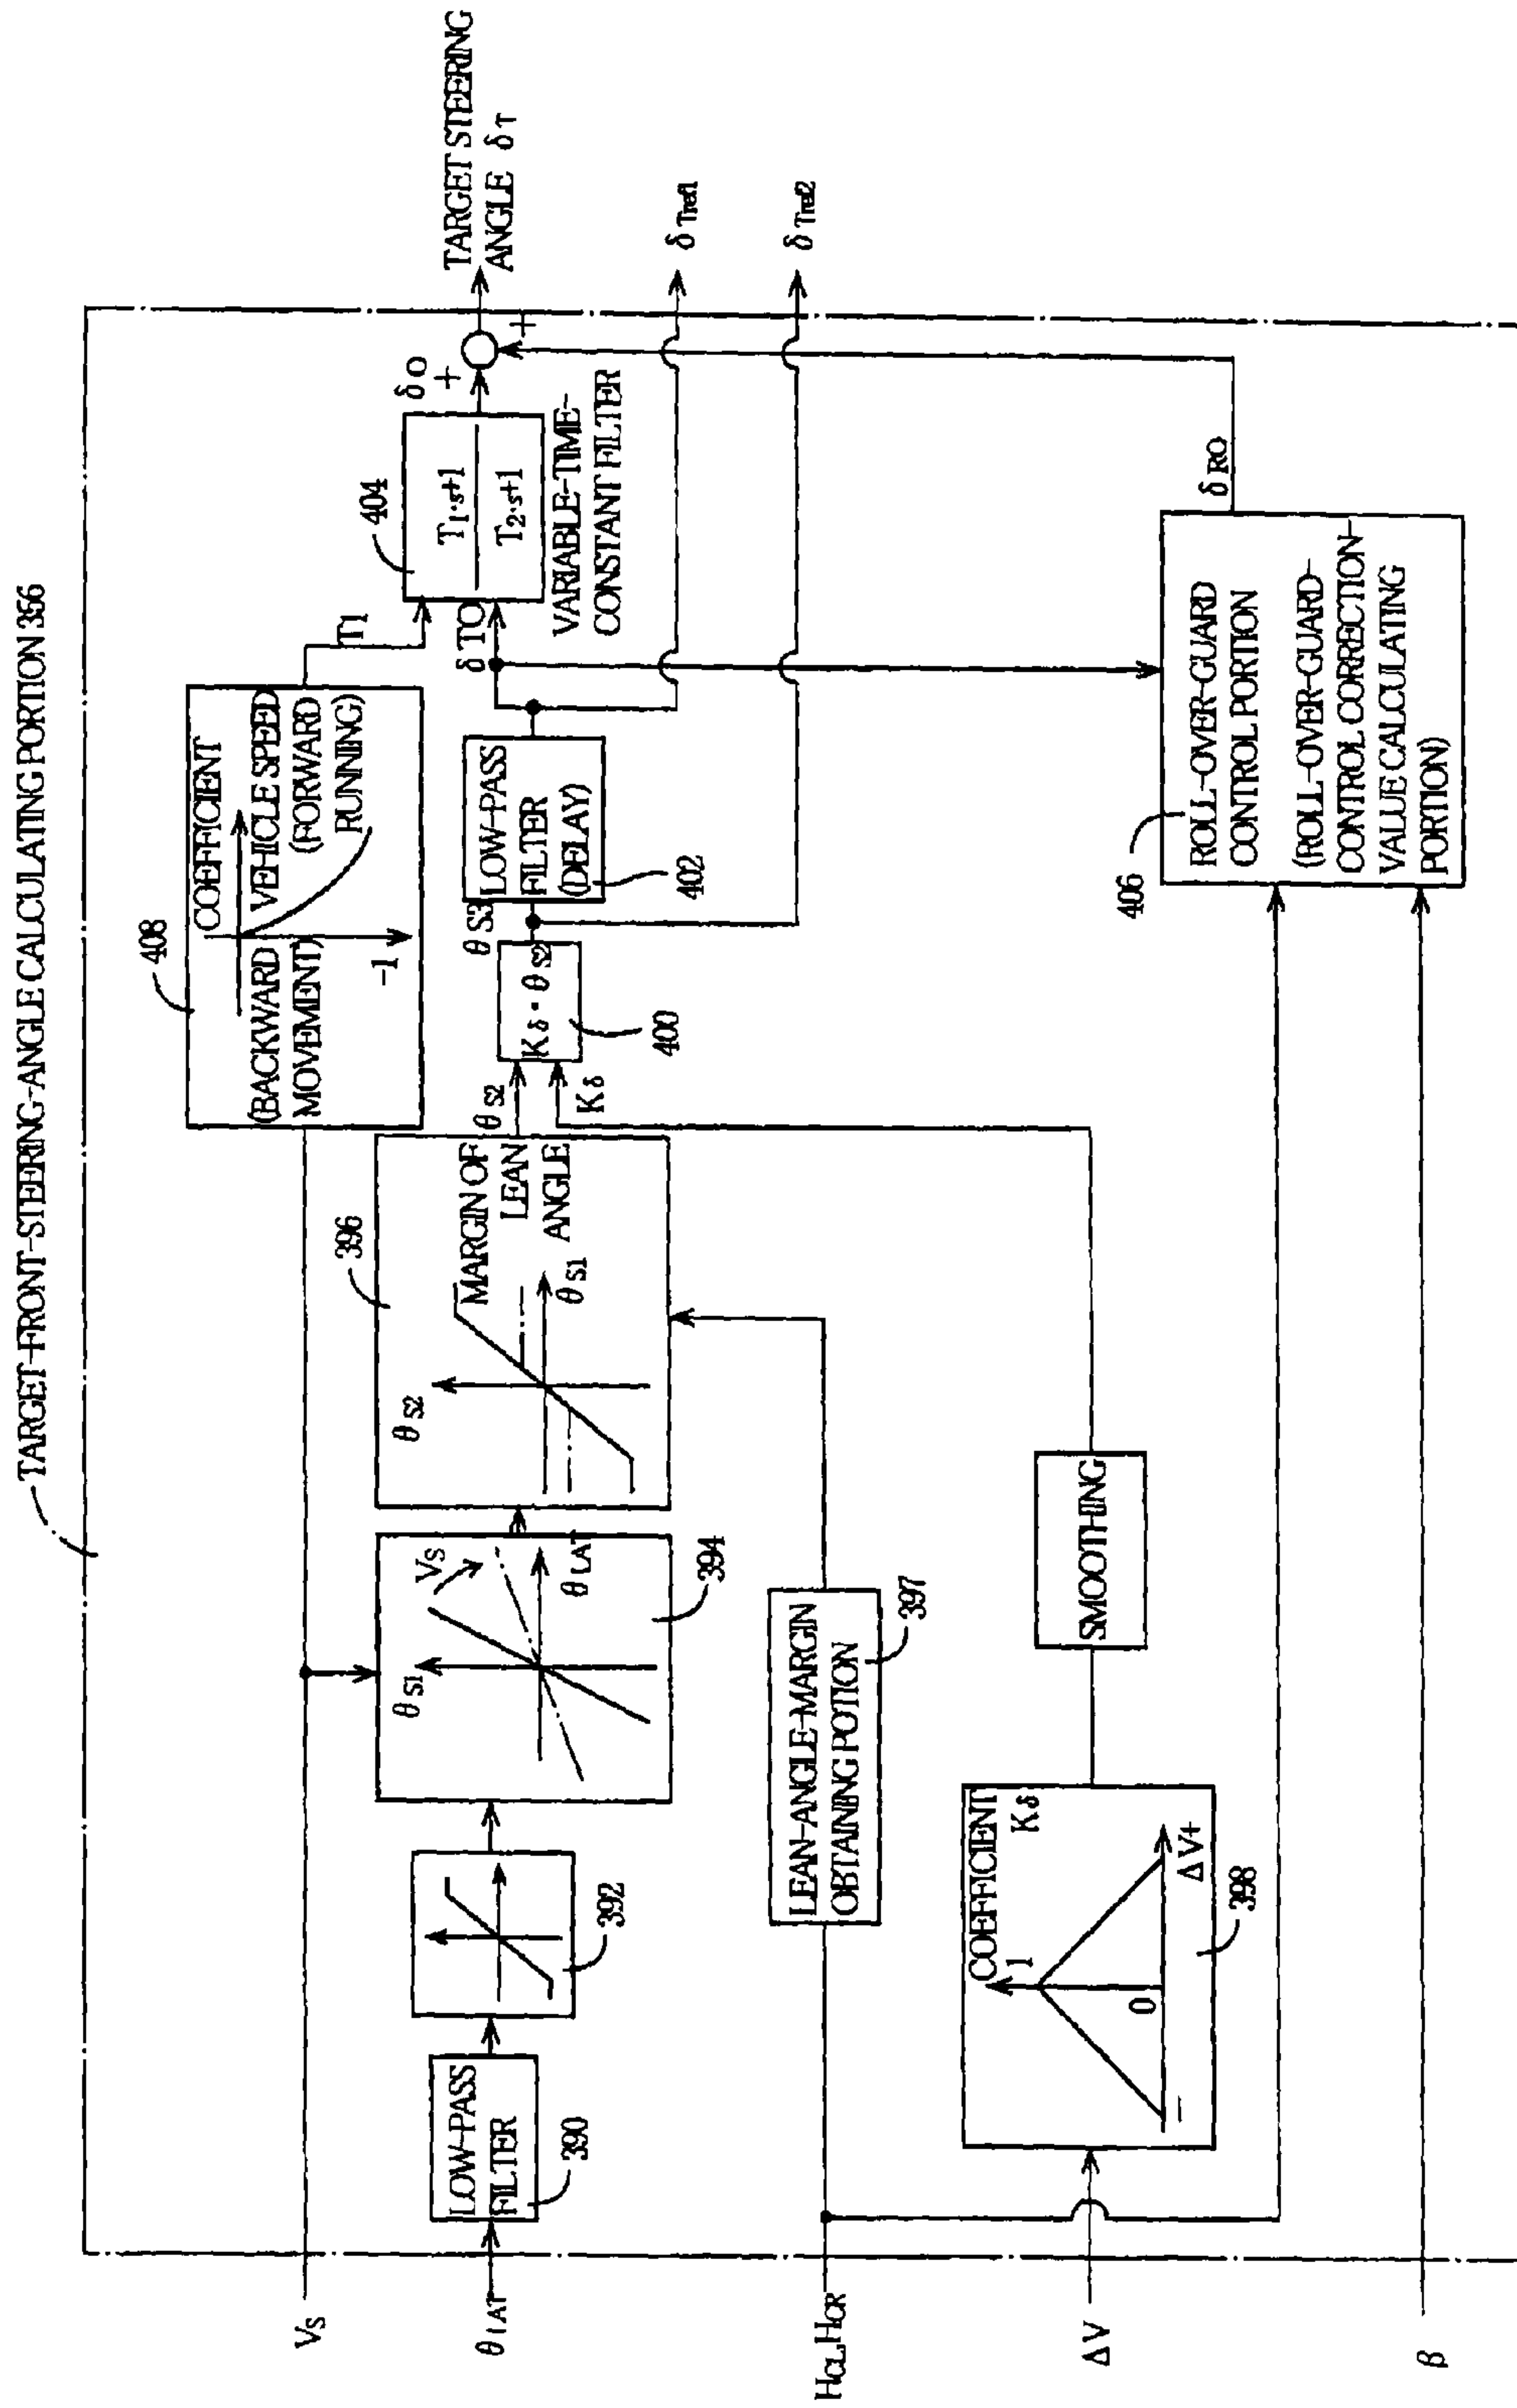 TARGET-FRONT-STEERING-ANGLE CALCULATING PORTION 356
VS
408
COEFFICIENT
(BACKWARD
MOVEMENT)
VEHICLE SPEED
(FORWARD
RUNNING)
-1
T1
θLAT
LOW-PASS
FILTER
390
392
θS1
VS
θLAT
394
396
θS2
θS1
MARGIN OF
LEAN
ANGLE
θS2
Kδ
Kδ・θS2
400
θS3
LOW-PASS
FILTER
(DELAY)
402
δTO
404
T1・s+1
T2・s+1
VARIABLE-TIME-
CONSTANT FILTER
δO
+
+
TARGET STEERING
ANGLE δT
δTref1
δTref2
HCL,HCR
LEAN-ANGLE-MARGIN
OBTAINING POTION
397
ΔV
COEFFICIENT
Kδ
1
0
ΔV+
−
398
SMOOTHING
406
ROLL-OVER-GUARD
CONTROL PORTION
(ROLL-OVER-GUARD-
CONTROL CORRECTION-
VALUE CALCULATING
PORTION)
δRO
β